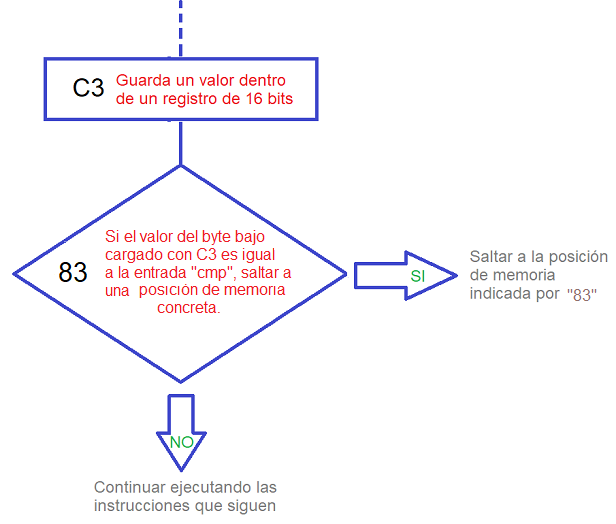 C3 Guarda un valor dentro
de un registro de 16 bits
Si el valor del byte bajo
cargado con C3 es igual
83 a la entrada "cmp", saltar a
una posición de memoria
concreta.
SI
Saltar a la posición
de memoria
indicada por "83"
NO
Continuar ejecutando las
instrucciones que siguen